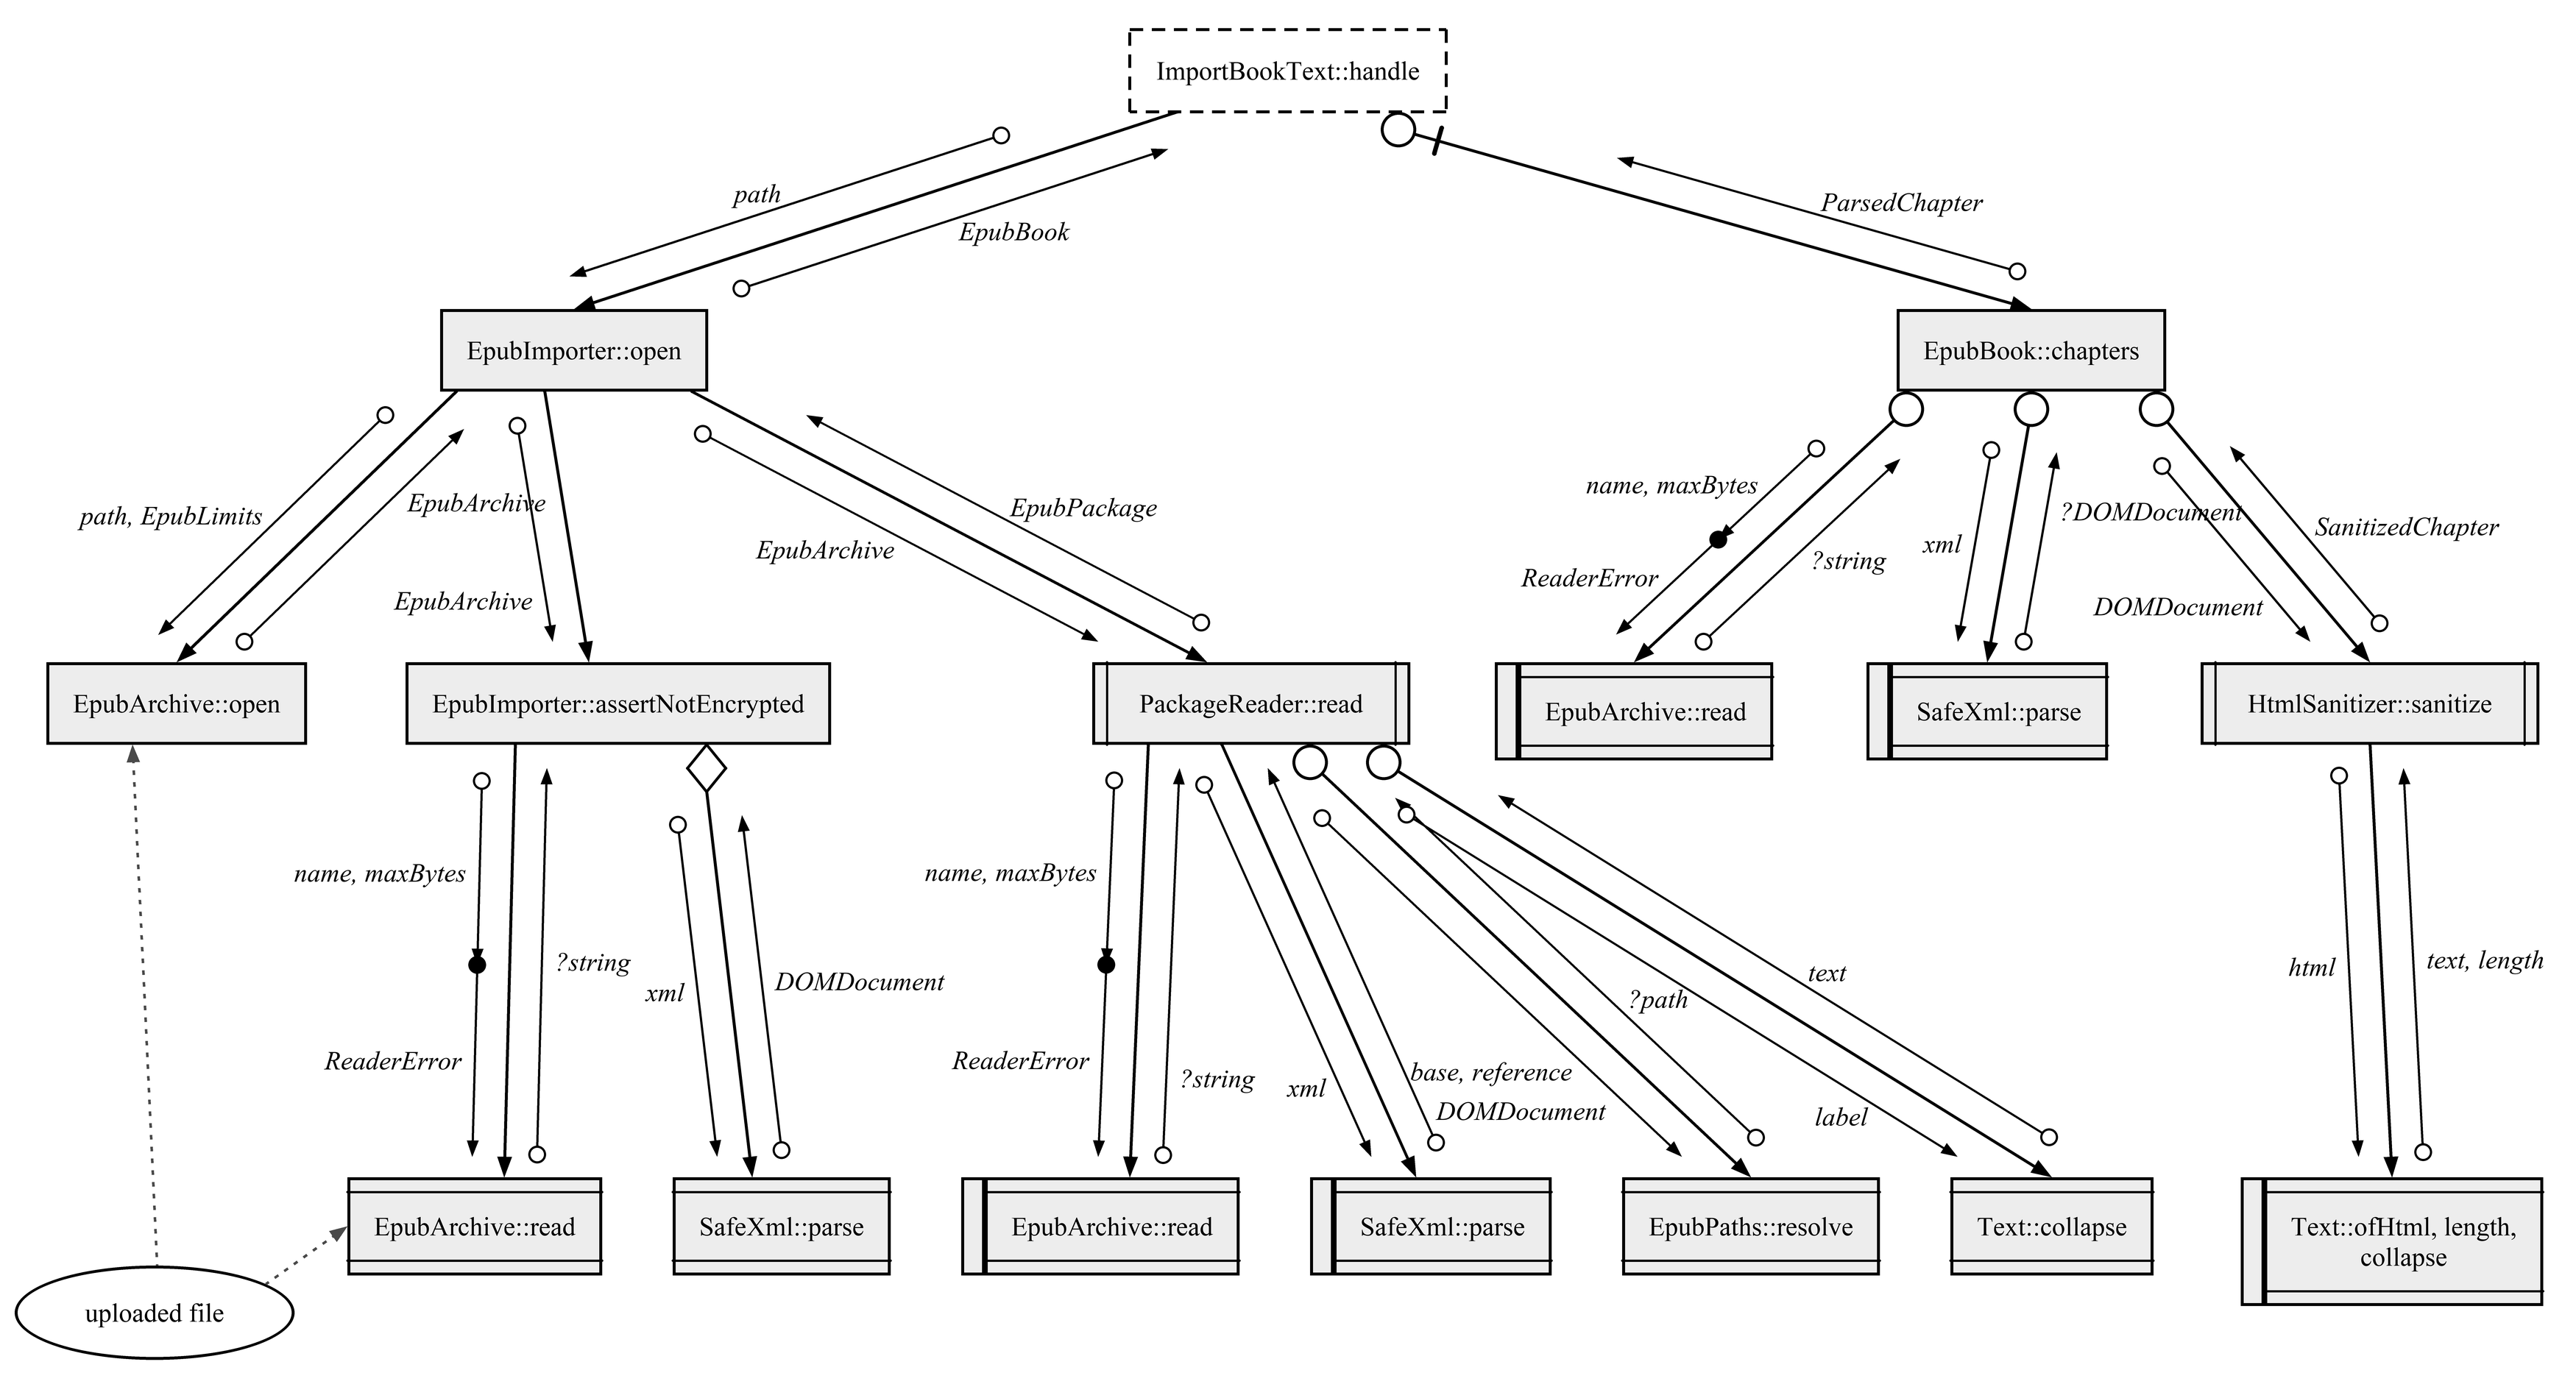 ImportBookText::handle
path
EpubBook
ParsedChapter
EpubImporter::open
EpubBook::chapters
path, EpubLimits
EpubArchive
EpubArchive
EpubArchive
EpubPackage
name, maxBytes
ReaderError
?string
xml
?DOMDocument
DOMDocument
SanitizedChapter
EpubArchive::open
EpubImporter::assertNotEncrypted
PackageReader::read
EpubArchive::read
SafeXml::parse
HtmlSanitizer::sanitize
name, maxBytes
ReaderError
?string
xml
DOMDocument
name, maxBytes
ReaderError
?string
xml
base, reference
DOMDocument
?path
label
text
html
text, length
EpubArchive::read
SafeXml::parse
EpubArchive::read
SafeXml::parse
EpubPaths::resolve
Text::collapse
Text::ofHtml, length,
collapse
uploaded file